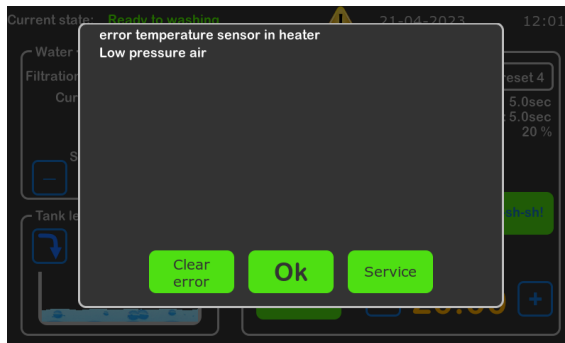 Current state: Ready to washing 21-04-2023 12:01
error temperature sensor in heater
Low pressure air
Water
Filtration
reset 4
Cur
5.0sec
5.0sec
20 %
S
Tank le
sh-sh!
Clear
error
Ok
Service